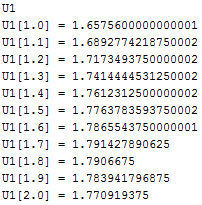 U1
U1[1.0] = 1.6575600000000001
U1[1.1] = 1.6892774218750002
U1[1.2] = 1.7173493750000002
U1[1.3] = 1.7414444531250002
U1[1.4] = 1.7612312500000002
U1[1.5] = 1.7763783593750002
U1[1.6] = 1.7865543750000001
U1[1.7] = 1.791427890625
U1[1.8] = 1.7906675
U1[1.9] = 1.783941796875
U1[2.0] = 1.770919375